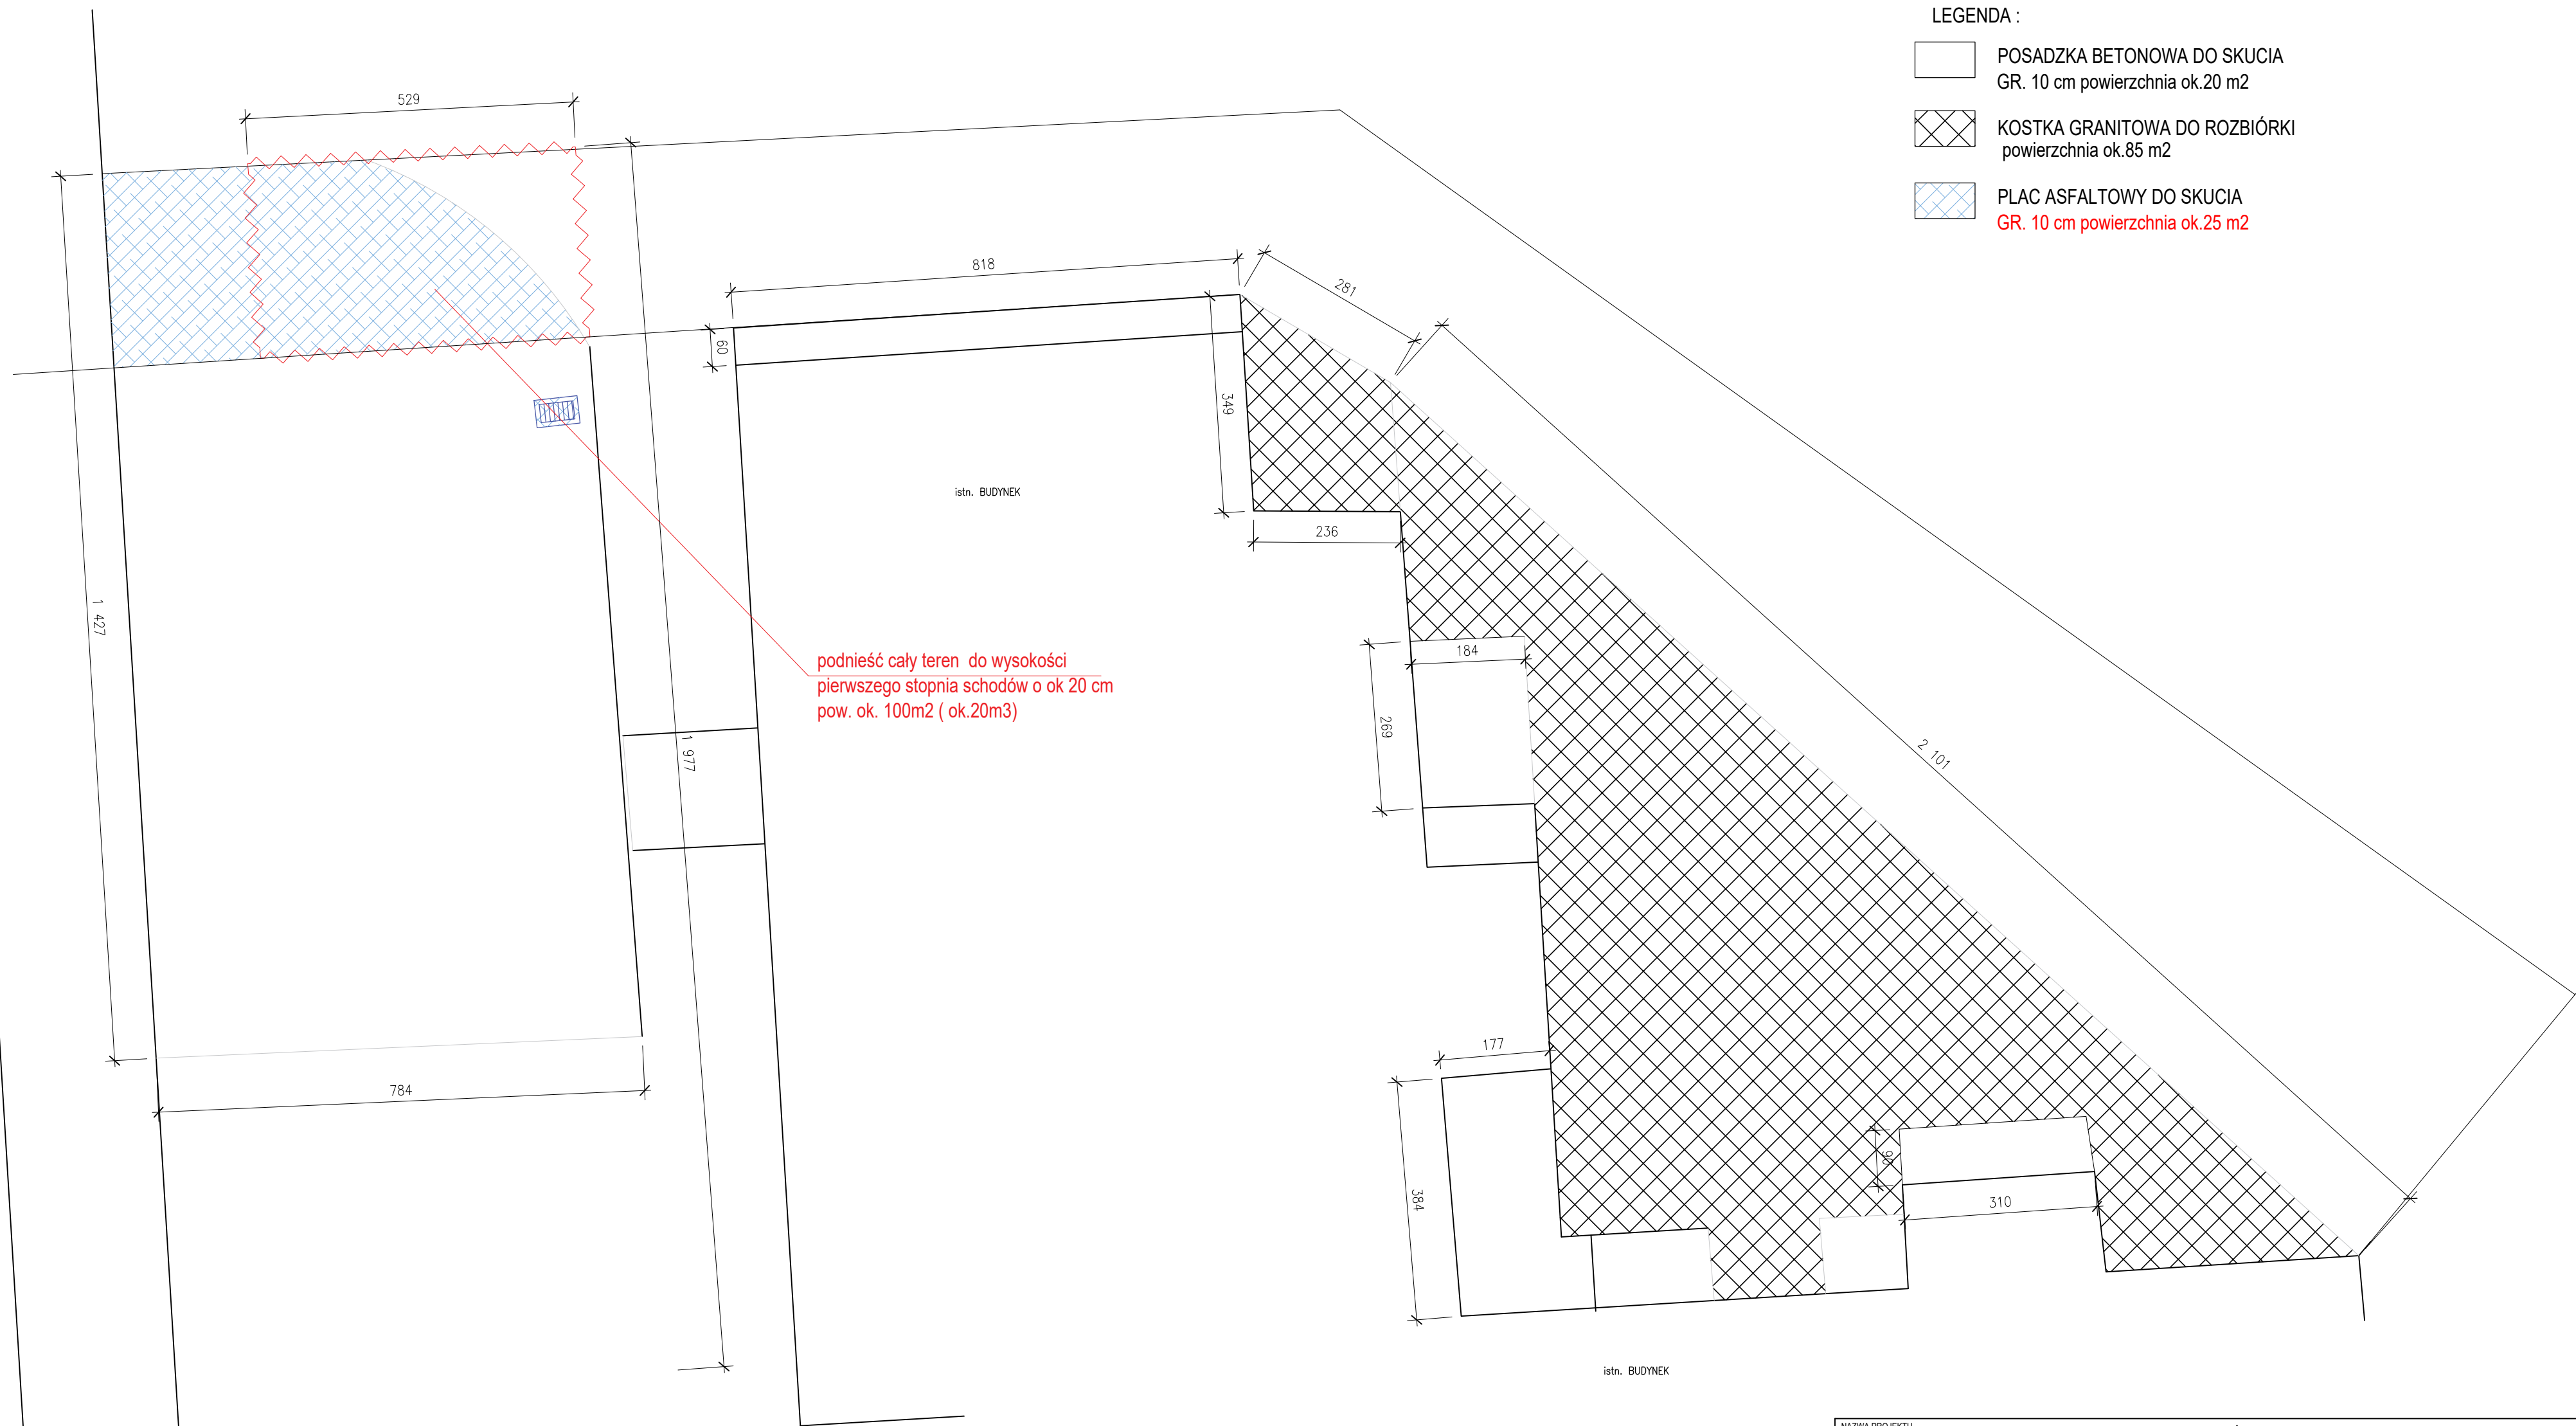 LEGENDA :
POSADZKA BETONOWA DO SKUCIA
GR. 10 cm powierzchnia ok.20 m2
KOSTKA GRANITOWA DO ROZBIÓRKI
powierzchnia ok.85 m2
PLAC ASFALTOWY DO SKUCIA
GR. 10 cm powierzchnia ok.25 m2
529
818
281
60
349
236
istn. BUDYNEK
1 427
podnieść cały teren do wysokości
pierwszego stopnia schodów o ok 20 cm
pow. ok. 100m2 ( ok.20m3)
184
269
1 977
2 101
177
784
384
90
310
istn. BUDYNEK
NAZWA PROJEKTU